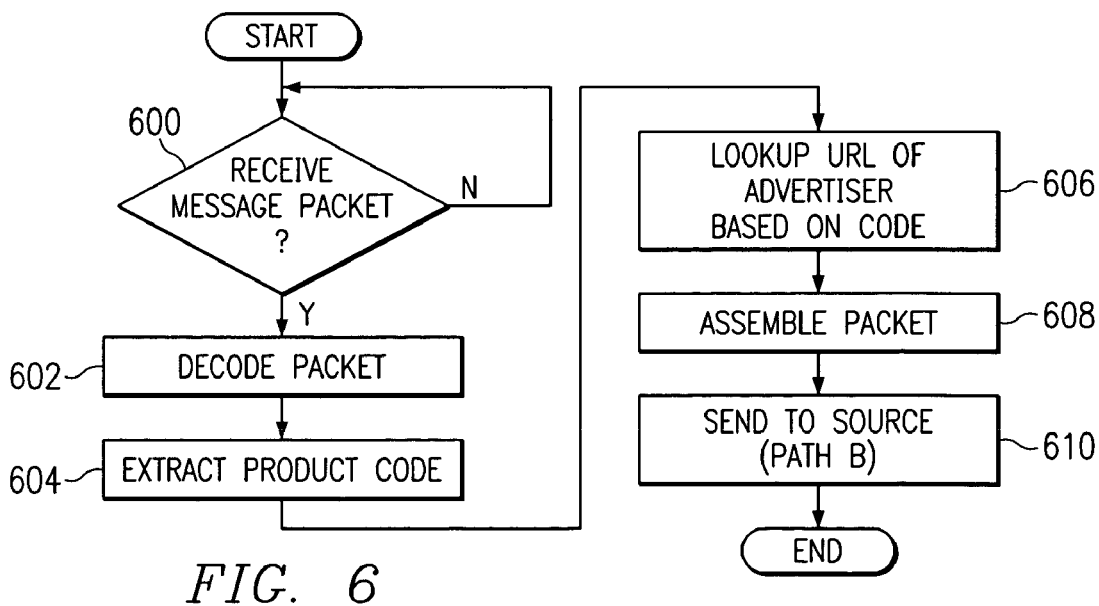 START
600
RECEIVE
MESSAGE PACKET
?
N
Y
602
DECODE PACKET
604
EXTRACT PRODUCT CODE
LOOKUP URL OF
ADVERTISER
BASED ON CODE
606
ASSEMBLE PACKET
608
SEND TO SOURCE
(PATH B)
610
END
FIG. 6